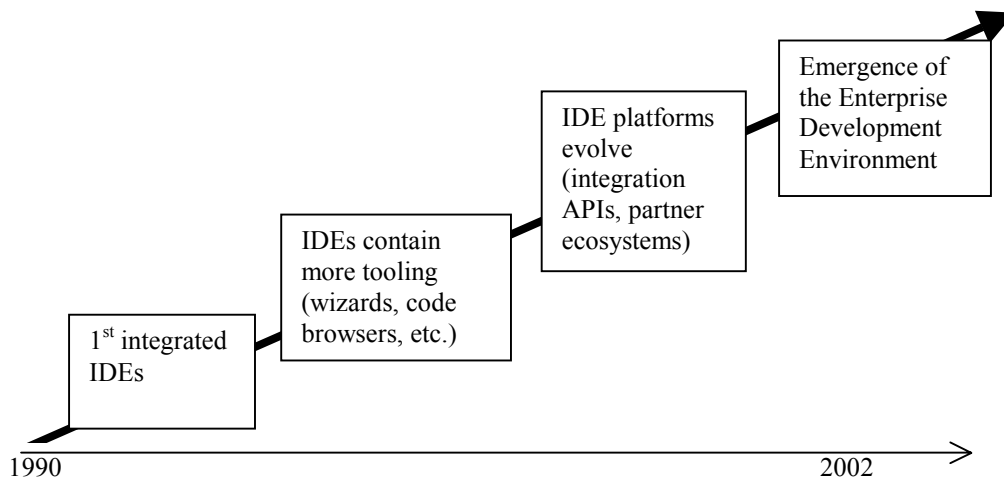 Emergence of
the Enterprise
Development
Environment
IDE platforms
evolve
(integration
APIs, partner
ecosystems)
IDEs contain
more tooling
(wizards, code
browsers, etc.)
1st integrated
IDEs
1990
2002